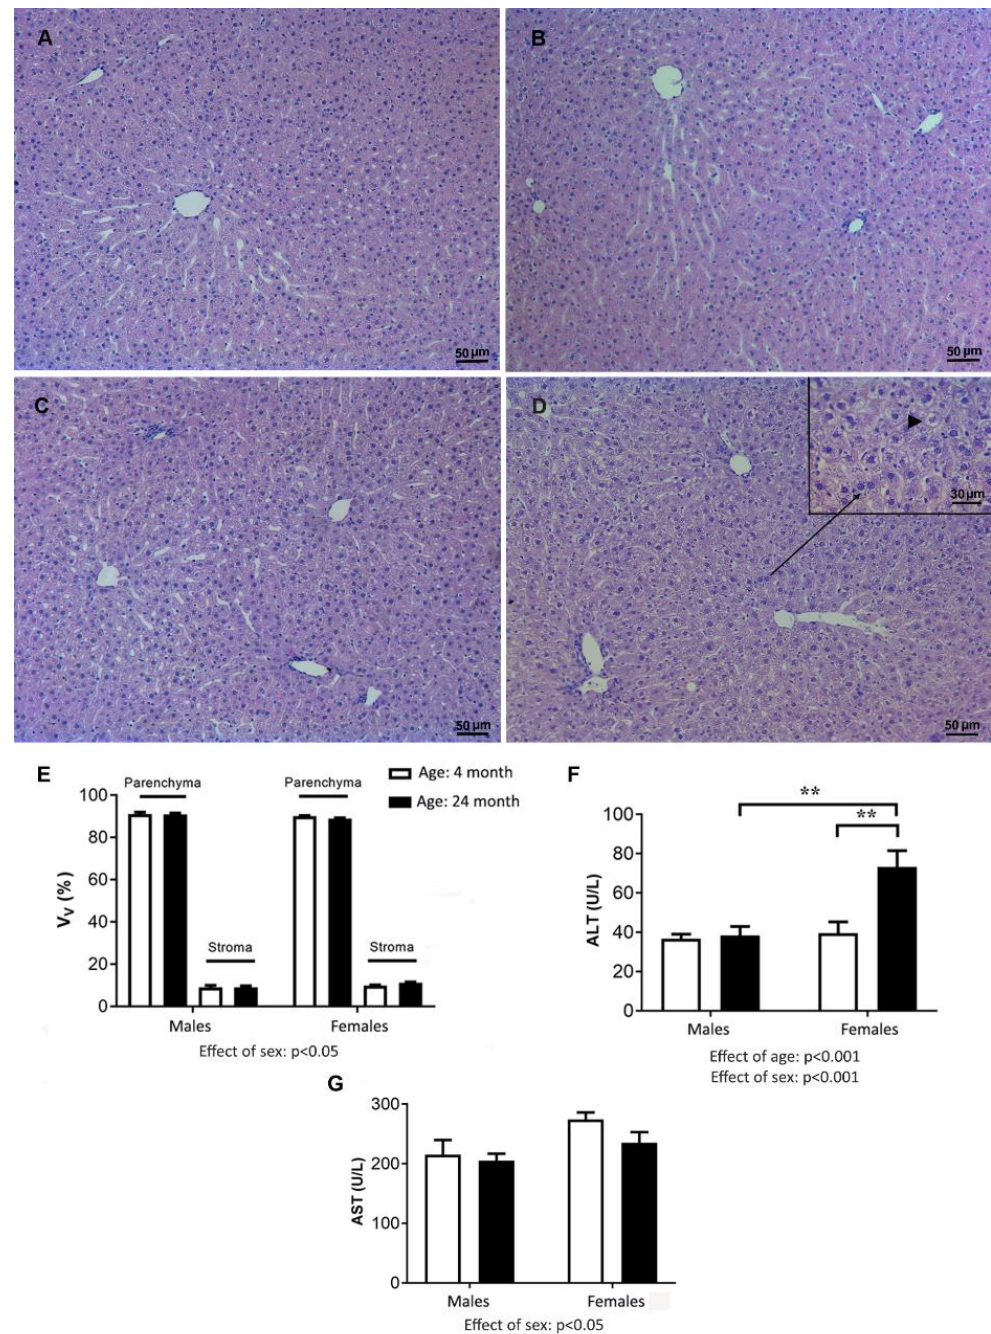 A
B
50 µm
50 µm
C
D
30 µm
50 µm
50 µm
E
Parenchyma
Parenchyma
Age: 4 month
Age: 24 month
100
80
60
40
20
0
Vv (%)
Stroma
Stroma
Males
Females
Effect of sex: p<0.05
F
**
**
100
80
60
40
20
0
ALT (U/L)
Males
Females
Effect of age: p<0.001
Effect of sex: p<0.001
G
300
200
100
0
AST (U/L)
Males
Females
Effect of sex: p<0.05